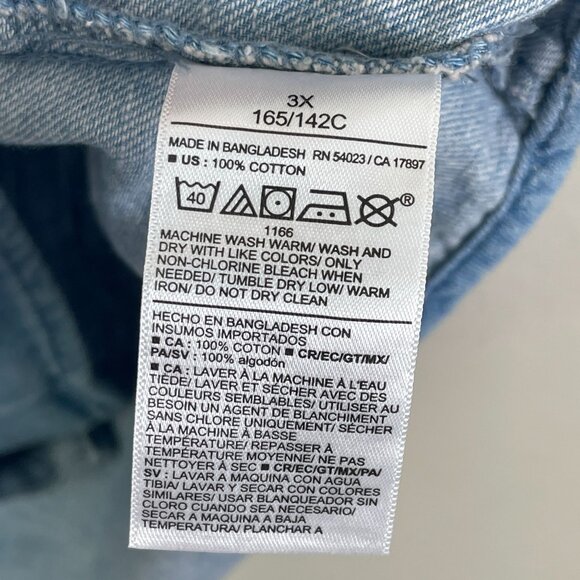 3X
165/142C
MADE IN BANGLADESH RN 54023 / CA 17897
■ US : 100% COTTON
40 ®
1166
MACHINE WASH WARM/ WASH AND
DRY WITH LIKE COLORS/ ONLY
NON-CHLORINE BLEACH WHEN
NEEDED/ TUMBLE DRY LOW/ WARM
IRON/ DO NOT DRY CLEAN
HECHO EN BANGLADESH CON
INSUMOS IMPORTADOS
■ CA : 100% COTON ■ CR/EC/GT/MX/
PA/SV : 100% algodón
■ CA : LAVER À LA MACHINE À L'EAU
TIÈDE/ LAVER ET SÉCHER AVEC DES
COULEURS SEMBLABLES/ UTILISER AU
BESOIN UN AGENT DE BLANCHIMENT
SANS CHLORE UNIQUEMENT/ SÉCHER
À LA MACHINE À BASSE
TEMPÉRATURE/ REPASSER À
TEMPÉRATURE MOYENNE/ NE PAS
NETTOYER À SEC ■ CR/EC/GT/MX/PA/
SV : LAVAR A MAQUINA CON AGUA
TIBIA/ LAVAR Y SECAR CON COLORES
SIMILARES/ USAR BLANQUEADOR SIN
CLORO CUANDO SEA NECESARIO/
SECAR A MAQUINA A BAJA
TEMPERATURA/ PLANCHAR A